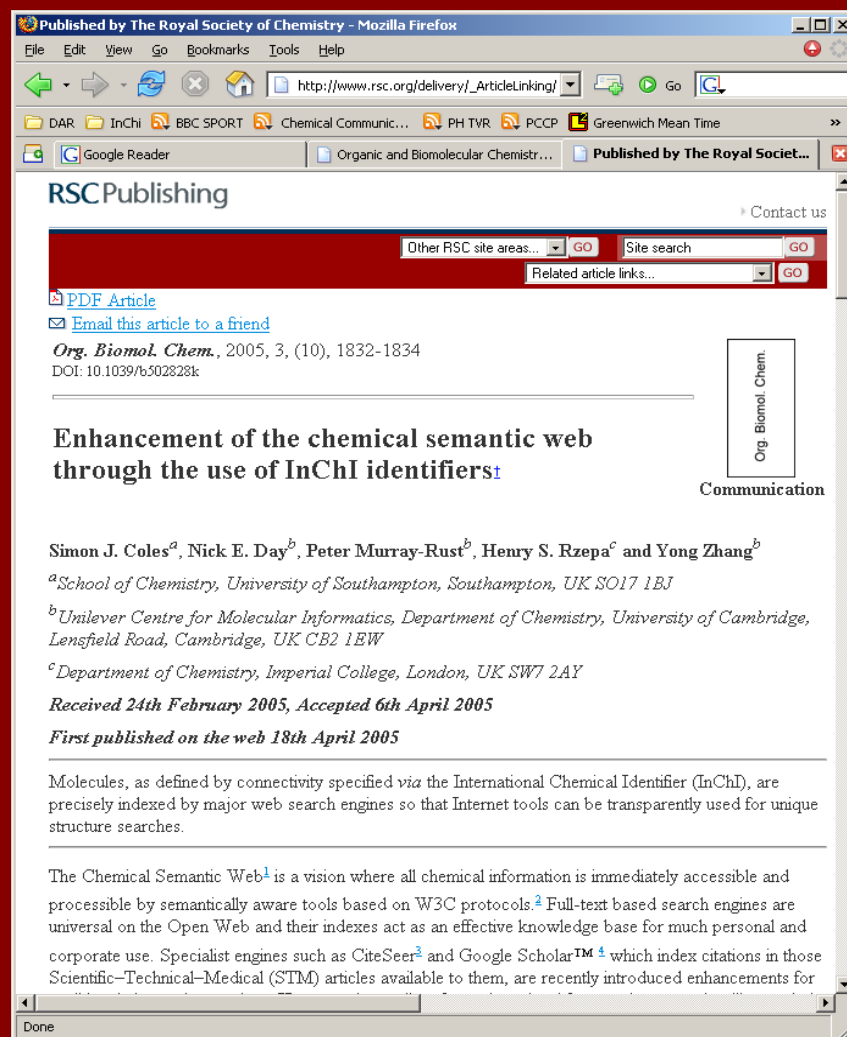 Published by The Royal Society of Chemistry - Mozilla Firefox
File Edit View Go Bookmarks Tools Help
http://www.rsc.org/delivery/_ArticleLinking/ Go G
DAR InChi BBC SPORT Chemical Communic... PH TVR PCCP Greenwich Mean Time »
Google Reader Organic and Biomolecular Chemistr... Published by The Royal Societ...
RSCPublishing
Contact us
Other RSC site areas... GO Site search GO
Related article links... GO
PDF Article
Email this article to a friend
Org. Biomol. Chem., 2005, 3, (10), 1832-1834
DOI: 10.1039/b502828k
Org. Biomol. Chem.
Communication
Enhancement of the chemical semantic web
through the use of InChI identifiers†
Simon J. Coles^a, Nick E. Day^b, Peter Murray-Rust^b, Henry S. Rzepa^c and Yong Zhang^b
^aSchool of Chemistry, University of Southampton, Southampton, UK SO17 1BJ
^bUnilever Centre for Molecular Informatics, Department of Chemistry, University of Cambridge,
Lensfield Road, Cambridge, UK CB2 1EW
^cDepartment of Chemistry, Imperial College, London, UK SW7 2AY
Received 24th February 2005, Accepted 6th April 2005
First published on the web 18th April 2005
Molecules, as defined by connectivity specified via the International Chemical Identifier (InChI), are
precisely indexed by major web search engines so that Internet tools can be transparently used for unique
structure searches.
The Chemical Semantic Web1 is a vision where all chemical information is immediately accessible and
processible by semantically aware tools based on W3C protocols.2 Full-text based search engines are
universal on the Open Web and their indexes act as an effective knowledge base for much personal and
corporate use. Specialist engines such as CiteSeer3 and Google Scholar™ 4 which index citations in those
Scientific–Technical–Medical (STM) articles available to them, are recently introduced enhancements for
Done